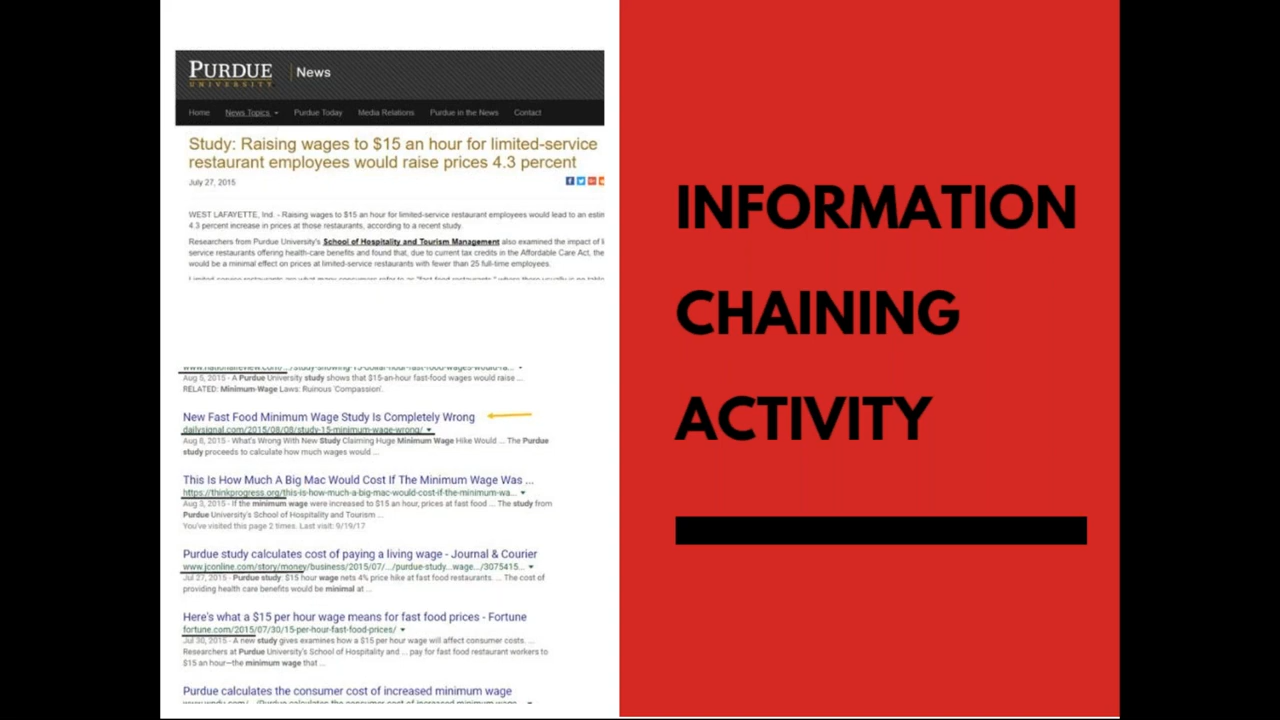 PURDUE
UNIVERSITY
News
Home News Topics Purdue Today Media Relations Purdue in the News Contact
Study: Raising wages to $15 an hour for limited-service
restaurant employees would raise prices 4.3 percent
July 27, 2015
WEST LAFAYETTE, Ind. - Raising wages to $15 an hour for limited-service restaurant employees would lead to an estin
4.3 percent increase in prices at those restaurants, according to a recent study.
Researchers from Purdue University's School of Hospitality and Tourism Management also examined the impact of l
service restaurants offering health-care benefits and found that, due to current tax credits in the Affordable Care Act, the
would be a minimal effect on prices at limited-service restaurants with fewer than 25 full-time employees.
www.nationalreview.com/.../study-showing-15-dollar-hour-fast-food-wages-would-ra...
Aug 5, 2015 - A Purdue University study shows that $15-an-hour fast-food wages would raise ...
RELATED: Minimum-Wage Laws: Ruinous 'Compassion'.
New Fast Food Minimum Wage Study Is Completely Wrong
dailysignal.com/2015/08/08/study-15-minimum-wage-wrong/
Aug 8, 2015 - What's Wrong With New Study Claiming Huge Minimum Wage Hike Would ... The Purdue
study proceeds to calculate how much wages would ...
This Is How Much A Big Mac Would Cost If The Minimum Wage Was ...
https://thinkprogress.org/this-is-how-much-a-big-mac-would-cost-if-the-minimum-wa...
Aug 3, 2015 - If the minimum wage were increased to $15 an hour, prices at fast food ... The study from
Purdue University's School of Hospitality and Tourism ...
You've visited this page 2 times. Last visit: 9/19/17
Purdue study calculates cost of paying a living wage - Journal & Courier
www.jconline.com/story/money/business/2015/07/.../purdue-study...wage.../3075415...
Jul 27, 2015 - Purdue study: $15 hour wage nets 4% price hike at fast food restaurants. ... The cost of
providing health care benefits would be minimal at ...
Here's what a $15 per hour wage means for fast food prices - Fortune
fortune.com/2015/07/30/15-per-hour-fast-food-prices/
Jul 30, 2015 - A new study gives examines how a $15 per hour wage will affect consumer costs. ...
Researchers at Purdue University's School of Hospitality and ... pay for fast food restaurant workers to
$15 an hour—the minimum wage that ...
Purdue calculates the consumer cost of increased minimum wage
INFORMATION
CHAINING
ACTIVITY